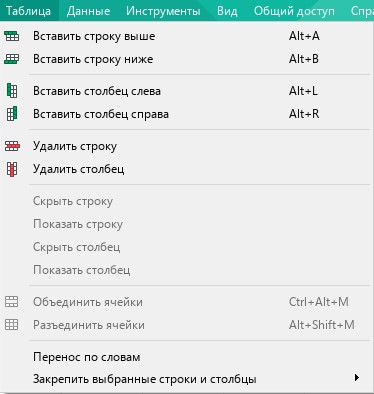 Таблица Данные Инструменты Вид Общий доступ Спра
Вставить строку выше Alt+A
Вставить строку ниже Alt+B
Вставить столбец слева Alt+L
Вставить столбец справа Alt+R
Удалить строку
Удалить столбец
Скрыть строку
Показать строку
Скрыть столбец
Показать столбец
Объединить ячейки Ctrl+Alt+M
Разъединить ячейки Alt+Shift+M
Перенос по словам
Закрепить выбранные строки и столбцы